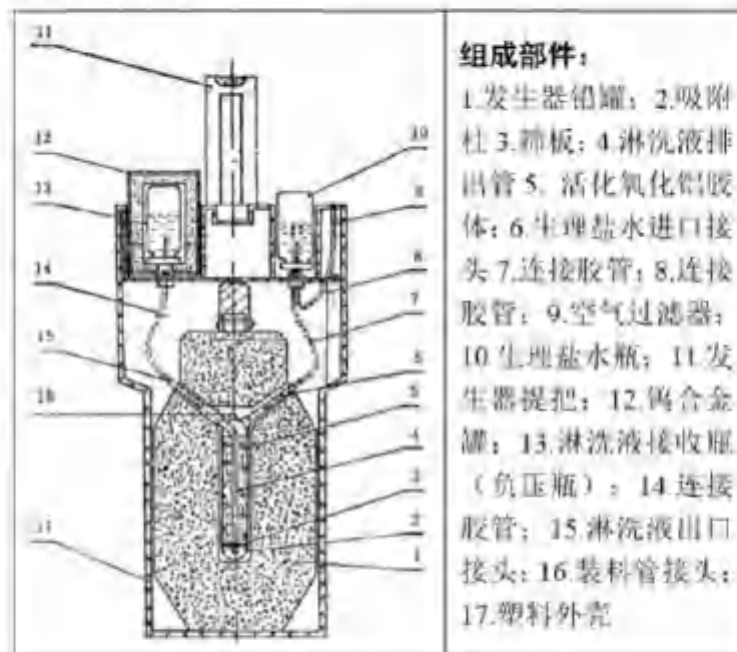 11
12
10
13
9
8
14
7
15
6
16
5
4
3
2
17
1
组成部件：
1.发生器铅罐；2.吸附
柱3.筛板；4.淋洗液排
出管5. 活化氧化铝胶
体；6.生理盐水进口接
头7.连接胶管；8.连接
胶管；9.空气过滤器；
10.生理盐水瓶；11.发
生器提把；12.钨合金
罐；13.淋洗液接收瓶
（负压瓶）；14.连接
胶管；15.淋洗液出口
接头；16.装料管接头；
17.塑料外壳